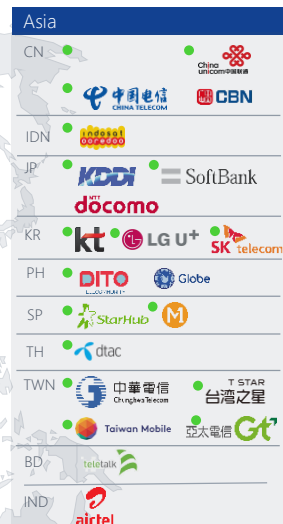 Asia
CN
China
unicom中国联通
中国电信
CHINA TELECOM
CBN
IDN
indosat
ooredoo
JP
KDDI
SoftBank
NTT
docomo
KR
kt
LG U+
SK telecom
PH
DITO
Globe
SP
StarHub
M
TH
dtac
TWN
中華電信
Chunghwa Telecom
T STAR
台湾之星
Taiwan Mobile
亞太電信 Gt
BD
teletalk
IND
airtel